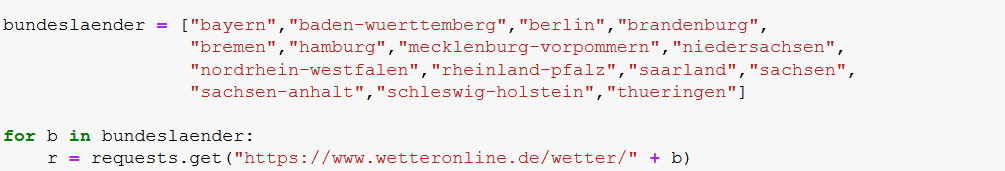 bundeslaender = ["bayern","baden-wuerttemberg","berlin","brandenburg",
"bremen","hamburg","mecklenburg-vorpommern","niedersachsen",
"nordrhein-westfalen","rheinland-pfalz","saarland","sachsen",
"sachsen-anhalt","schleswig-holstein","thueringen"]
for b in bundeslaender:
r = requests.get("https://www.wetteronline.de/wetter/" + b)